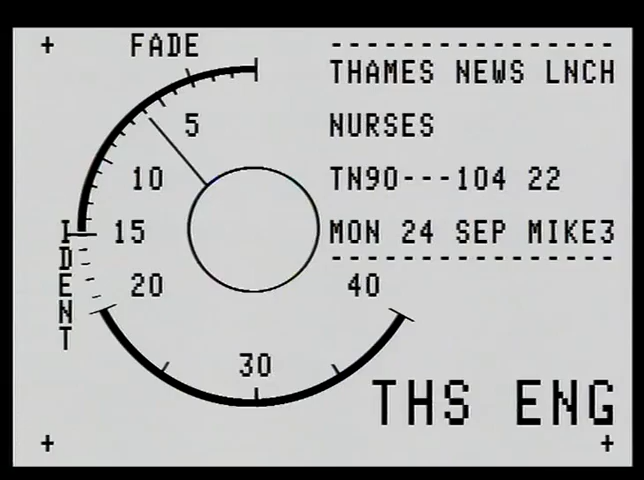 +
FADE
----------------
THAMES NEWS LNCH
5
NURSES
10
TN90---104 22
15
MON 24 SEP MIKE3
----------------
IDENT
20
40
30
THS ENG
+
+